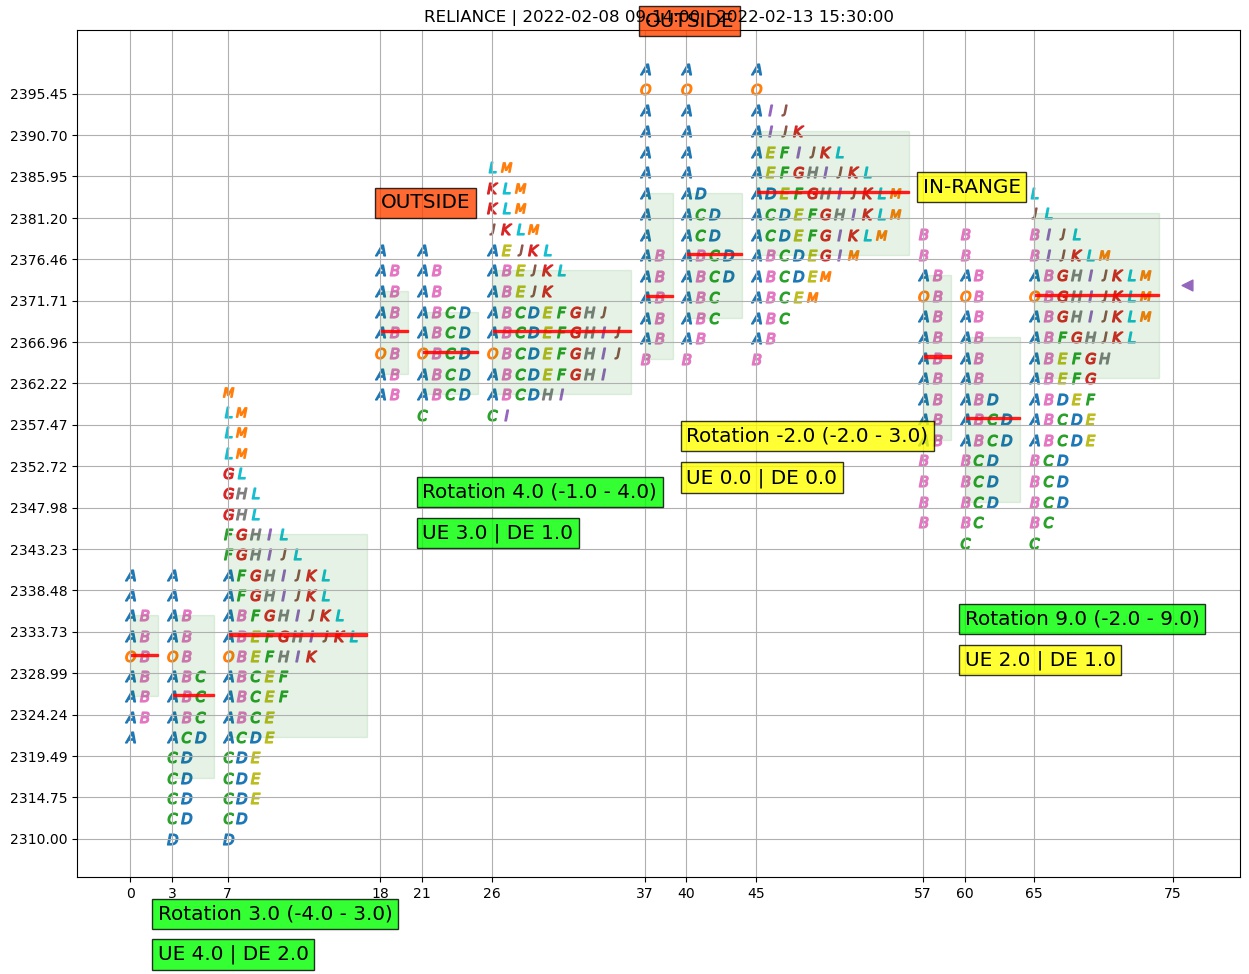 RELIANCE | 2022-02-08 09:14:00 | 2022-02-13 15:30:00
OUTSIDE
A A A
2395.45 O O O
A A A I J
2390.70 A A A I J K
A A A E F I J K L
2385.95 L M A A A E F G H I J K L
IN-RANGE
K L M A A D A D E F G H I J K L M L
OUTSIDE
2381.20 K L M A A C D A C D E F G H I K L M J L
J K L M A A C D A C D E F G I K L M B B B I J L
2376.46 A A A E J K L A B A B C D A B C D E G I M B B B I J K L M
A B A B A B E J K L A B A B C D A B C D E M A B A B A B G H I J K L M
2371.71 A B A B A B E J K A B A B C A B C E M O B O B O B G H I J K L M
A B A B C D A B C D E F G H J A B A B C A B C A B A B A B G H I J K L M
2366.96 A B A B C D A B C D E F G H I J A B A B A B A B A B A B F G H I J K L
O B O B C D O B C D E F G H I J B B A B A B A B E F G H
2362.22 A B A B C D A B C D E F G H I A B A B A B E F G
M A B A B C D A B C D H I A B A B D A B D E F
2357.47 L M C C I A B A B C D A B C D E
Rotation -2.0 (-2.0 - 3.0)
L M A B A B C D A B C D E
2352.72 L M B B C D B C D
UE 0.0 | DE 0.0
G L B B C D B C D
Rotation 4.0 (-1.0 - 4.0)
2347.98 G H L B B C D B C D
G H L B B C B C
UE 3.0 | DE 1.0
2343.23 F G H I L C C
F G H I J L
A A A F G H I J K L
2338.48 A A A F G H I J K L
A B A B A B F G H I J K L
Rotation 9.0 (-2.0 - 9.0)
2333.73 A B A B A B E F G H I J K L
O B O B O B E F H I K
UE 2.0 | DE 1.0
2328.99 A B A B C A B C E F
A B A B C A B C E F
2324.24 A B A B C A B C E
A A C D A C D E
2319.49 C D C D E
C D C D E
2314.75 C D C D E
C D C D
2310.00 D D
0 3 7 18 21 26 37 40 45 57 60 65 75
Rotation 3.0 (-4.0 - 3.0)
UE 4.0 | DE 2.0